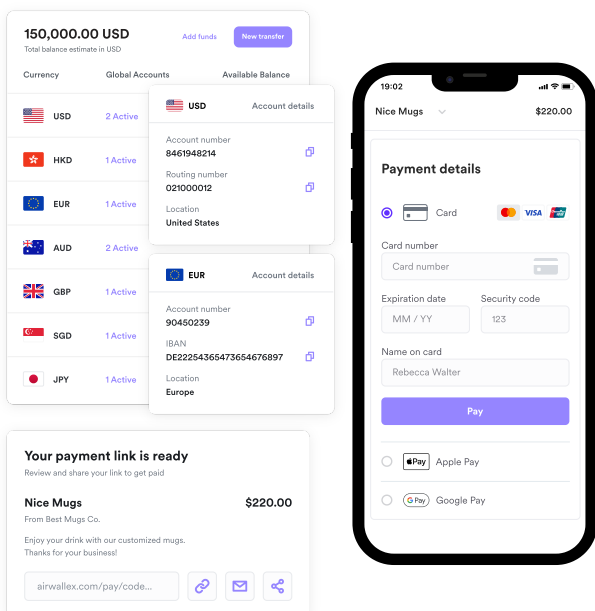 150,000.00 USD
Total balance estimate in USD
Add funds
New transfer
Currency
Global Accounts
Available Balance
USD
2 Active
HKD
1 Active
EUR
1 Active
AUD
2 Active
GBP
1 Active
SGD
1 Active
JPY
1 Active
USD
Account details
Account number
8461948214
Routing number
021000012
Location
United States
EUR
Account details
Account number
90450239
IBAN
DE22254365473654676897
Location
Europe
Your payment link is ready
Review and share your link to get paid
Nice Mugs
$220.00
From Best Mugs Co.
Enjoy your drink with our customized mugs.
Thanks for your business!
airwallex.com/pay/code...
19:02
Nice Mugs
$220.00
Payment details
Card
VISA
UnionPay
Card number
Card number
Expiration date
Security code
MM / YY
123
Name on card
Rebecca Walter
Pay
Pay
Apple Pay
G Pay
Google Pay